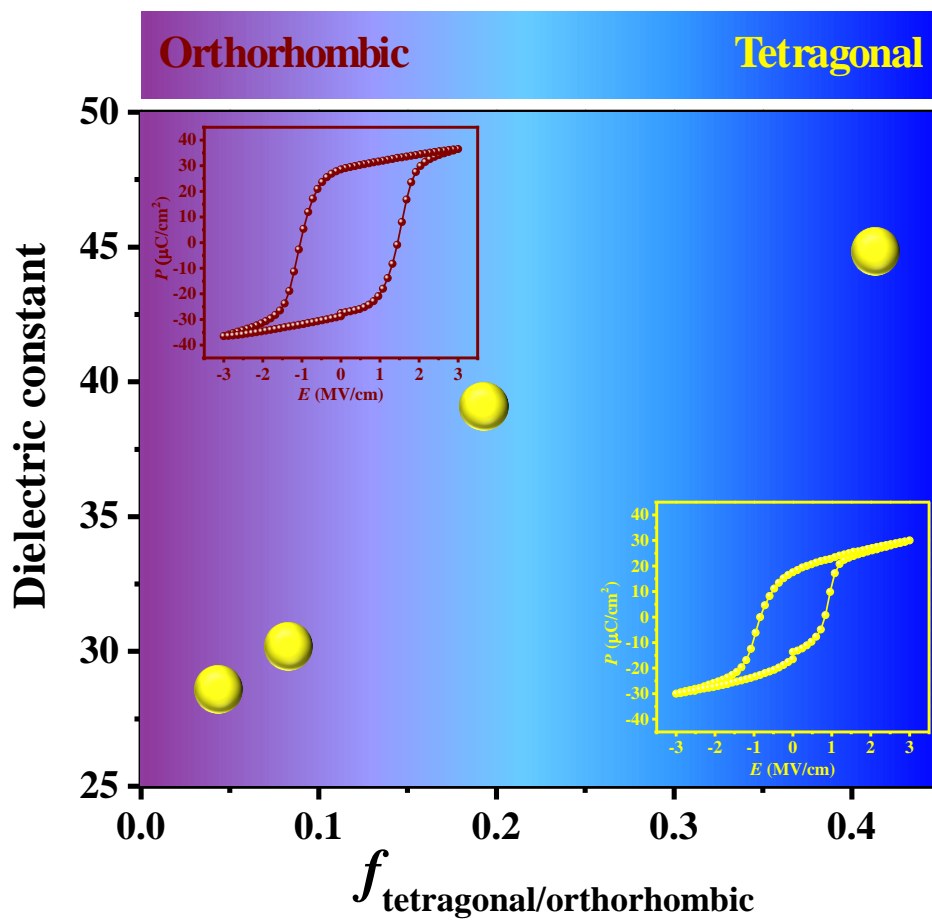 Orthorhombic Tetragonal
Dielectric constant
50
45
40
35
30
25
0.0 0.1 0.2 0.3 0.4
f tetragonal/orthorhombic
P (μC/cm²)
40
30
20
10
0
-10
-20
-30
-40
-3 -2 -1 0 1 2 3
E (MV/cm)
P (μC/cm²)
40
30
20
10
0
-10
-20
-30
-40
-3 -2 -1 0 1 2 3
E (MV/cm)